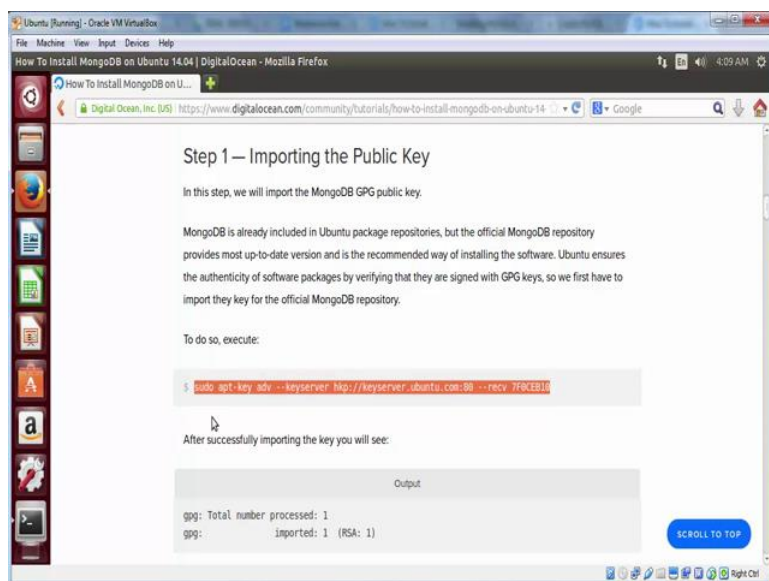 Ubuntu [Running] - Oracle VM VirtualBox
File Machine View Input Devices Help
How To Install MongoDB on Ubuntu 14.04 | DigitalOcean - Mozilla Firefox
En
4:09 AM
How To Install MongoDB on U...
Digital Ocean, Inc. (US)
https://www.digitalocean.com/community/tutorials/how-to-install-mongodb-on-ubuntu-14
Google
Step 1 — Importing the Public Key
In this step, we will import the MongoDB GPG public key.
MongoDB is already included in Ubuntu package repositories, but the official MongoDB repository
provides most up-to-date version and is the recommended way of installing the software. Ubuntu ensures
the authenticity of software packages by verifying that they are signed with GPG keys, so we first have to
import they key for the official MongoDB repository.
To do so, execute:
$ sudo apt-key adv --keyserver hkp://keyserver.ubuntu.com:80 --recv 7F0CEB10
After successfully importing the key you will see:
Output
gpg: Total number processed: 1
gpg: imported: 1 (RSA: 1)
SCROLL TO TOP
Right Ctrl